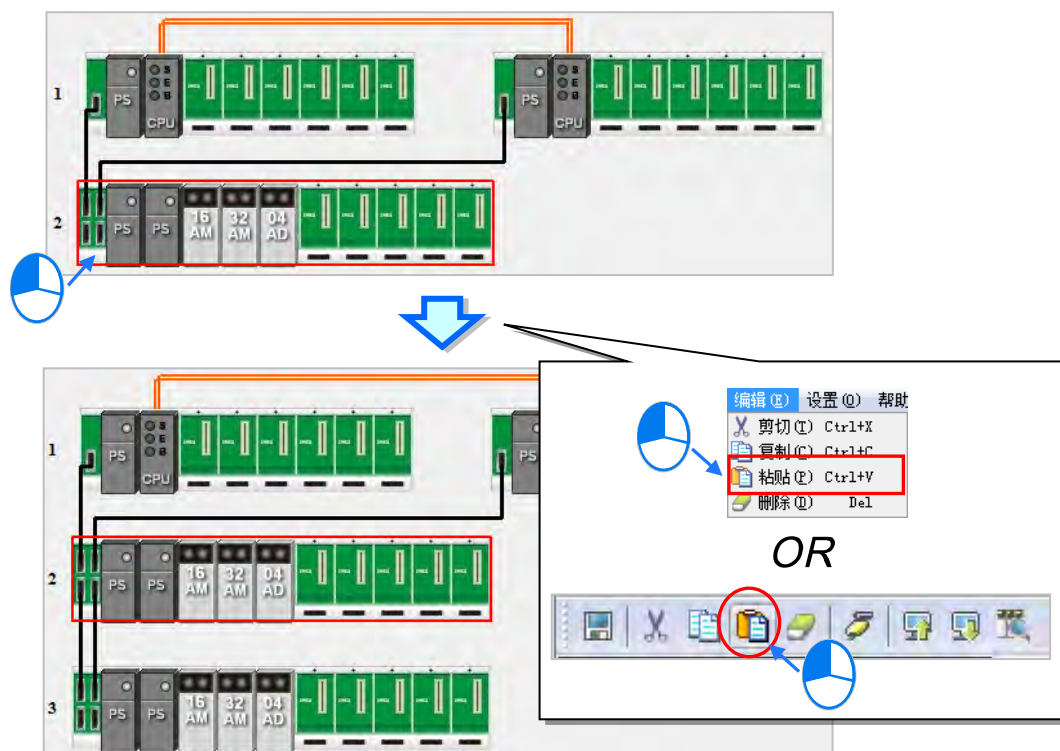 S
E
B
1
PS
CPU
PS
CPU
2
PS
PS
16
AM
32
AM
04
AD
S
E
B
1
PS
CPU
PS
2
PS
PS
16
AM
32
AM
04
AD
3
PS
PS
16
AM
32
AM
04
AD
编辑(E) 设置(O) 帮助
剪切(T) Ctrl+X
复制(C) Ctrl+C
粘贴(P) Ctrl+V
删除(D) Del
OR